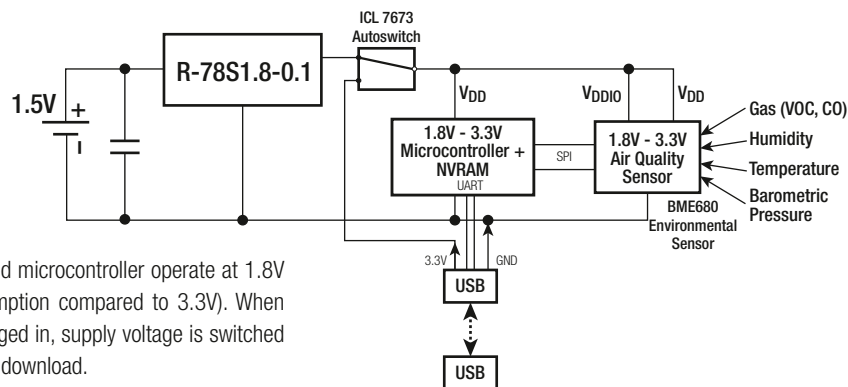 ICL 7673
Autoswitch
R-78S1.8-0.1
1.5V
+
-
VDD
VDDIO
VDD
1.8V - 3.3V
Microcontroller +
NVRAM
UART
SPI
1.8V - 3.3V
Air Quality
Sensor
Gas (VOC, CO)
Humidity
Temperature
Barometric
Pressure
BME680
Environmental
Sensor
3.3V
GND
USB
USB
d microcontroller operate at 1.8V
mption compared to 3.3V). When
ged in, supply voltage is switched
download.